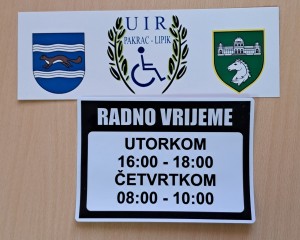 UIR
PAKRAC - LIPIK
RADNO VRIJEME
UTORKOM
16:00 - 18:00
ČETVRTKOM
08:00 - 10:00